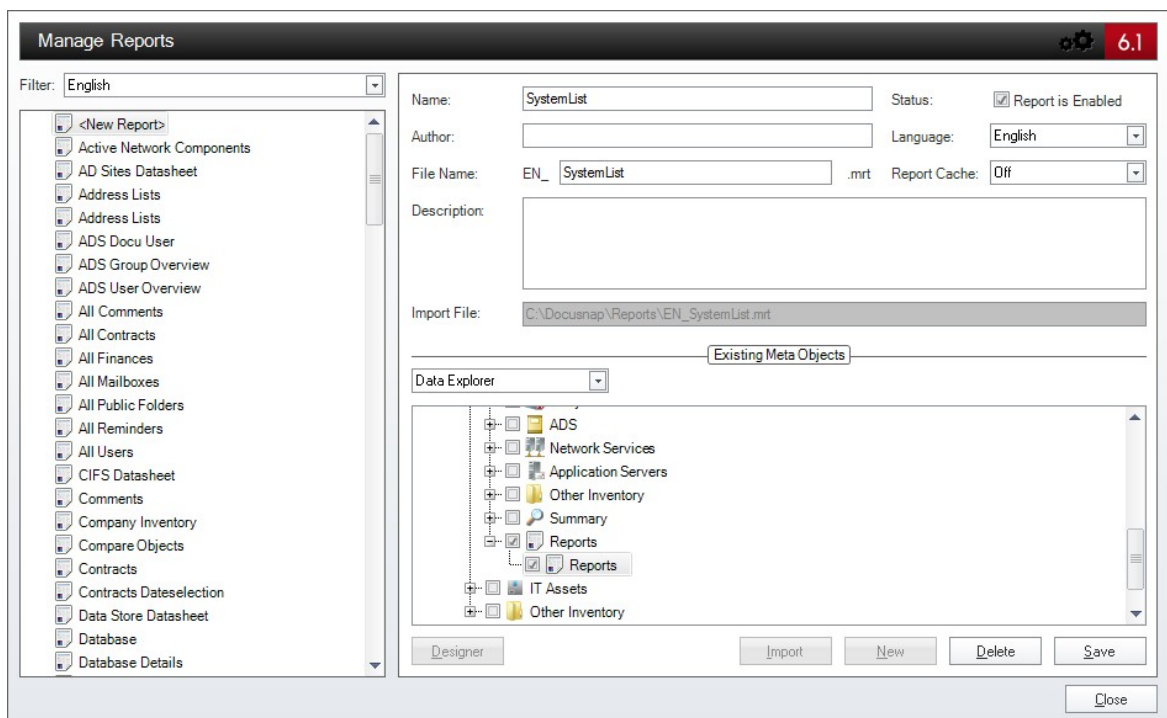 Manage Reports
6.1
Filter: English
<New Report>
Active Network Components
AD Sites Datasheet
Address Lists
Address Lists
ADS Docu User
ADS Group Overview
ADS User Overview
All Comments
All Contracts
All Finances
All Mailboxes
All Public Folders
All Reminders
All Users
CIFS Datasheet
Comments
Company Inventory
Compare Objects
Contracts
Contracts Dateselection
Data Store Datasheet
Database
Database Details
Name: SystemList
Status: Report is Enabled
Author:
Language: English
File Name: EN_ SystemList .mrt
Report Cache: Off
Description:
Import File: C:\Docusnap\Reports\EN_SystemList.mrt
Existing Meta Objects
Data Explorer
ADS
Network Services
Application Servers
Other Inventory
Summary
Reports
Reports
IT Assets
Other Inventory
Designer
Import
New
Delete
Save
Close